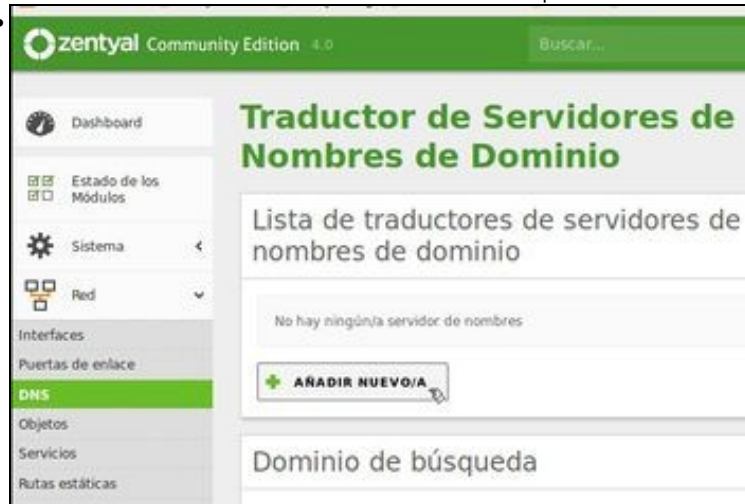 zentyal Community Edition 4.0
Buscar...
Dashboard
Estado de los
Módulos
Sistema
Red
Interfaces
Puertas de enlace
DNS
Objetos
Servicios
Rutas estáticas
Traductor de Servidores de
Nombres de Dominio
Lista de traductores de servidores de
nombres de dominio
No hay ningún/a servidor de nombres
AÑADIR NUEVO/A
Dominio de búsqueda